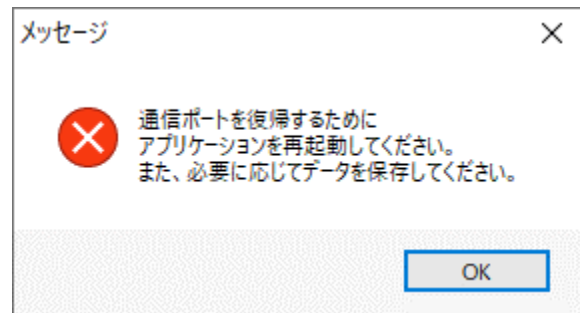 メッセージ
通信ポートを復帰するために
アプリケーションを再起動してください。
また、必要に応じてデータを保存してください。
OK